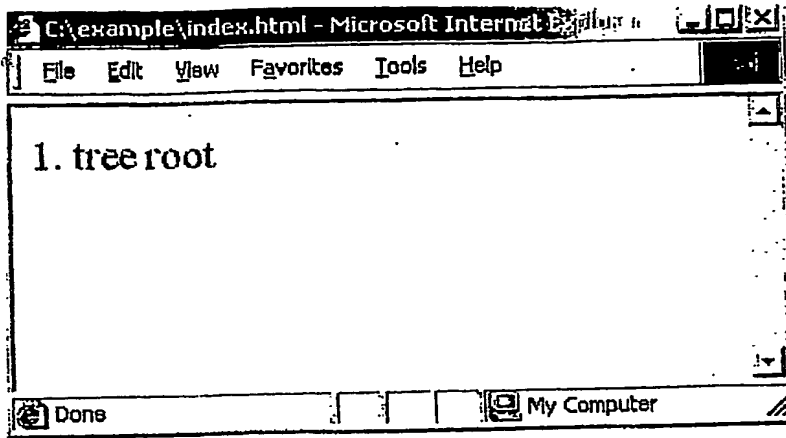 C:\example\index.html - Microsoft Internet
File Edit View Favorites Tools Help
1. tree root
Done My Computer